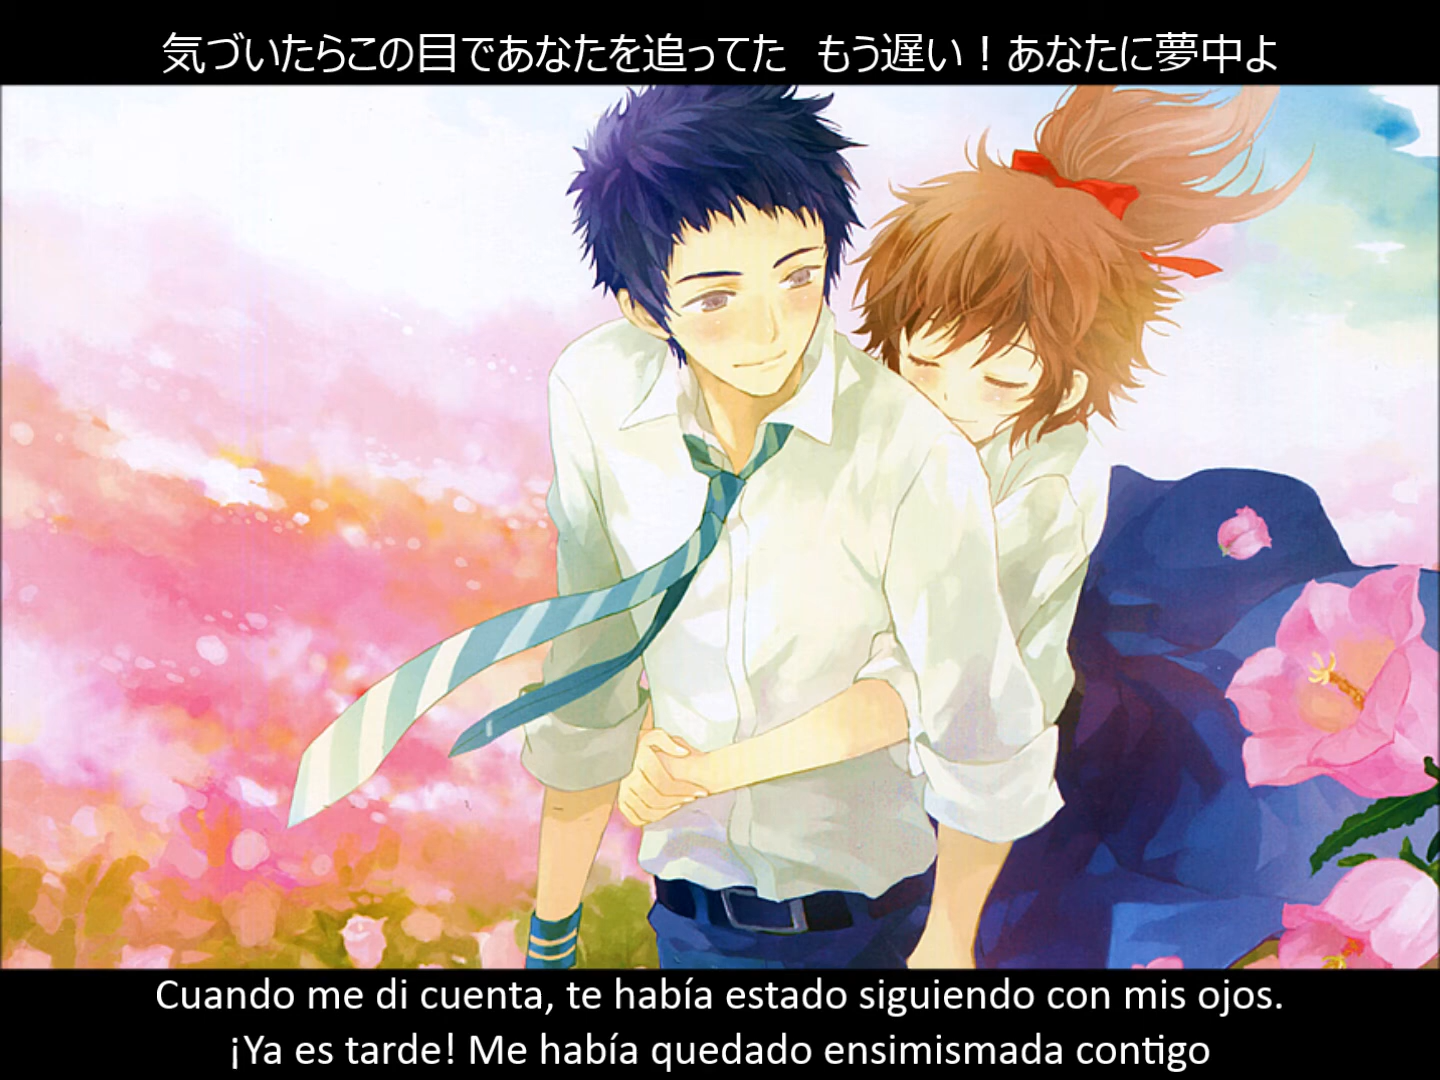 気づいたらこの目であなたを追ってた　もう遅い！あなたに夢中よ
Cuando me di cuenta, te había estado siguiendo con mis ojos.
¡Ya es tarde! Me había quedado ensimismada contigo